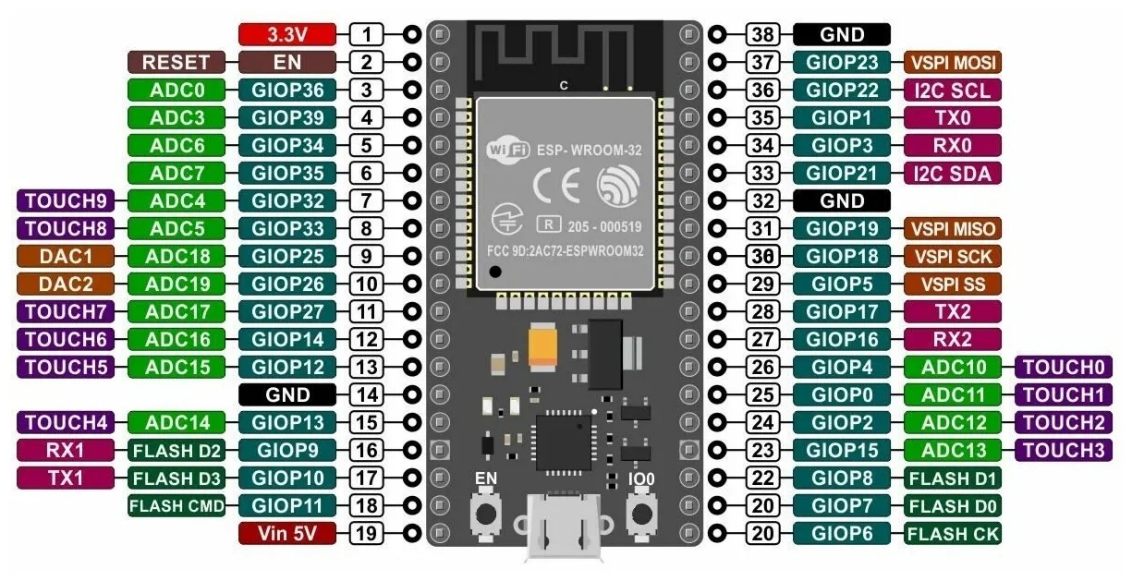 3.3V 1 38 GND
RESET EN 2 37 GIOP23 VSPI MOSI
ADC0 GIOP36 3 36 GIOP22 I2C SCL
ADC3 GIOP39 4 35 GIOP1 TX0
ADC6 GIOP34 5 34 GIOP3 RX0
ADC7 GIOP35 6 33 GIOP21 I2C SDA
TOUCH9 ADC4 GIOP32 7 32 GND
TOUCH8 ADC5 GIOP33 8 31 GIOP19 VSPI MISO
DAC1 ADC18 GIOP25 9 30 GIOP18 VSPI SCK
DAC2 ADC19 GIOP26 10 29 GIOP5 VSPI SS
TOUCH7 ADC17 GIOP27 11 28 GIOP17 TX2
TOUCH6 ADC16 GIOP14 12 27 GIOP16 RX2
TOUCH5 ADC15 GIOP12 13 26 GIOP4 ADC10 TOUCH0
GND 14 25 GIOP0 ADC11 TOUCH1
TOUCH4 ADC14 GIOP13 15 24 GIOP2 ADC12 TOUCH2
RX1 FLASH D2 GIOP9 16 23 GIOP15 ADC13 TOUCH3
TX1 FLASH D3 GIOP10 17 22 GIOP8 FLASH D1
FLASH CMD GIOP11 18 20 GIOP7 FLASH D0
Vin 5V 19 20 GIOP6 FLASH CK
C
WiFi ESP-WROOM-32
CE
R 205-000519
FCC 9D:2AC72-ESPWROOM32
EN IO0